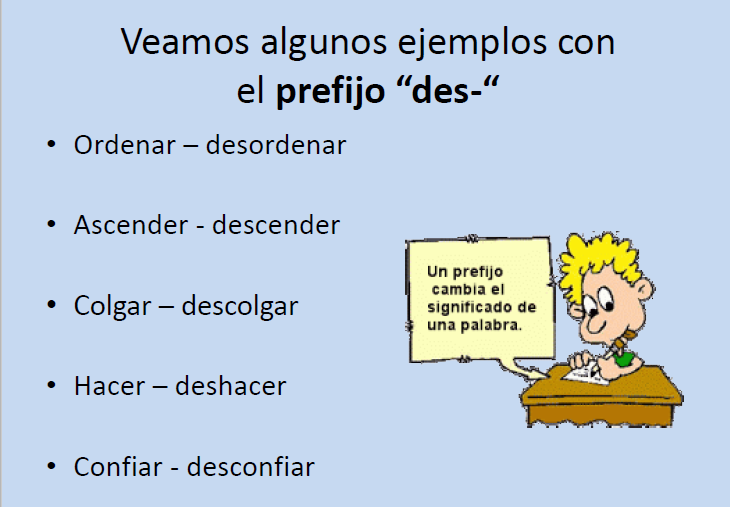 Veamos algunos ejemplos con
el prefijo “des-“
• Ordenar – desordenar
• Ascender - descender
• Colgar – descolgar
• Hacer – deshacer
• Confiar - desconfiar
Un prefijo
cambia el
significado de
una palabra.